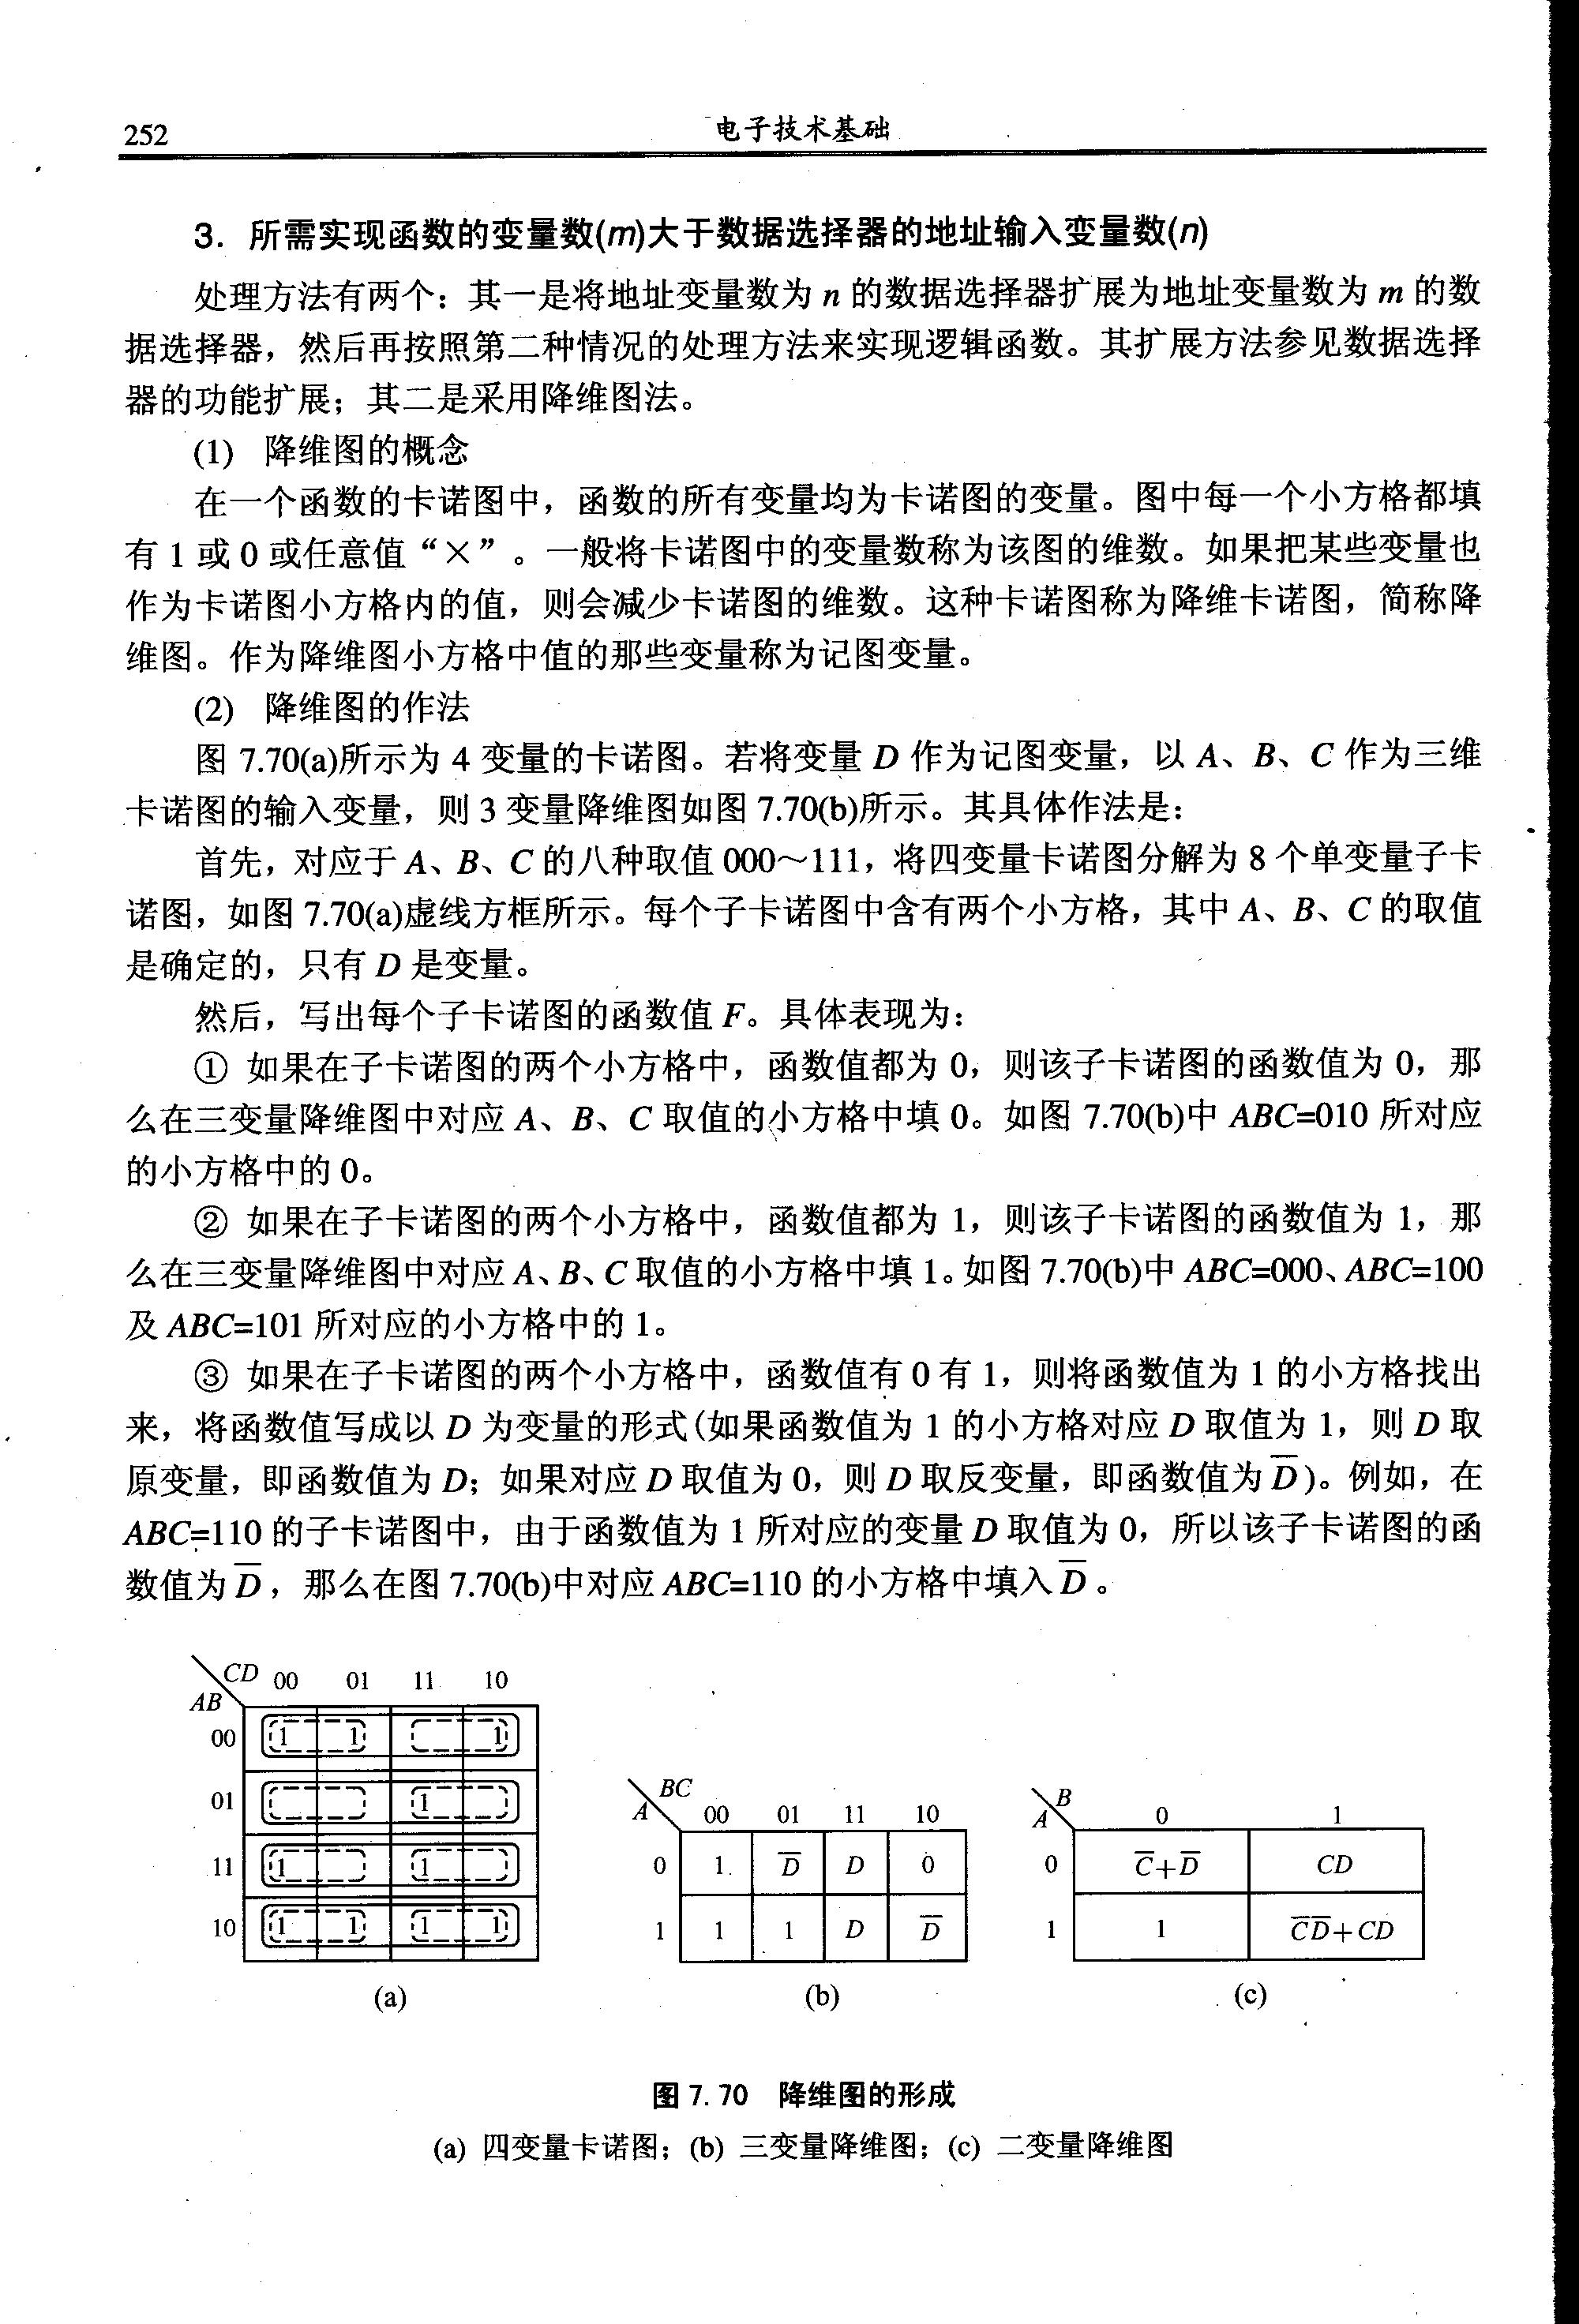 252
电子技术基础
3. 所需实现函数的变量数(m)大于数据选择器的地址输入变量数(n)
处理方法有两个：其一是将地址变量数为 n 的数据选择器扩展为地址变量数为 m 的数
据选择器，然后再按照第二种情况的处理方法来实现逻辑函数。其扩展方法参见数据选择
器的功能扩展；其二是采用降维图法。
(1) 降维图的概念
在一个函数的卡诺图中，函数的所有变量均为卡诺图的变量。图中每一个小方格都填
有 1 或 0 或任意值“×”。一般将卡诺图中的变量数称为该图的维数。如果把某些变量也
作为卡诺图小方格内的值，则会减少卡诺图的维数。这种卡诺图称为降维卡诺图，简称降
维图。作为降维图小方格中值的那些变量称为记图变量。
(2) 降维图的作法
图 7.70(a)所示为 4 变量的卡诺图。若将变量 D 作为记图变量，以 A、B、C 作为三维
卡诺图的输入变量，则 3 变量降维图如图 7.70(b)所示。其具体作法是：
首先，对应于 A、B、C 的八种取值 000～111，将四变量卡诺图分解为 8 个单变量子卡
诺图，如图 7.70(a)虚线方框所示。每个子卡诺图中含有两个小方格，其中 A、B、C 的取值
是确定的，只有 D 是变量。
然后，写出每个子卡诺图的函数值 F。具体表现为：
① 如果在子卡诺图的两个小方格中，函数值都为 0，则该子卡诺图的函数值为 0，那
么在三变量降维图中对应 A、B、C 取值的小方格中填 0。如图 7.70(b)中 ABC=010 所对应
的小方格中的 0。
② 如果在子卡诺图的两个小方格中，函数值都为 1，则该子卡诺图的函数值为 1，那
么在三变量降维图中对应 A、B、C 取值的小方格中填 1。如图 7.70(b)中 ABC=000、ABC=100
及 ABC=101 所对应的小方格中的 1。
③ 如果在子卡诺图的两个小方格中，函数值有 0 有 1，则将函数值为 1 的小方格找出
来，将函数值写成以 D 为变量的形式(如果函数值为 1 的小方格对应 D 取值为 1，则 D 取
原变量，即函数值为 D；如果对应 D 取值为 0，则 D 取反变量，即函数值为 D̅)。例如，在
ABC=110 的子卡诺图中，由于函数值为 1 所对应的变量 D 取值为 0，所以该子卡诺图的函
数值为 D̅，那么在图 7.70(b)中对应 ABC=110 的小方格中填入 D̅。
CD 00 01 11 10
AB
00 1 1 1
01 1
11 1 1
10 1 1 1 1
(a)
BC
A 00 01 11 10
0 1 D̅ D 0
1 1 1 D D̅
(b)
B
A 0 1
0 C̅+D̅ CD
1 1 C̅D̅+CD
(c)
图 7.70 降维图的形成
(a) 四变量卡诺图；(b) 三变量降维图；(c) 二变量降维图